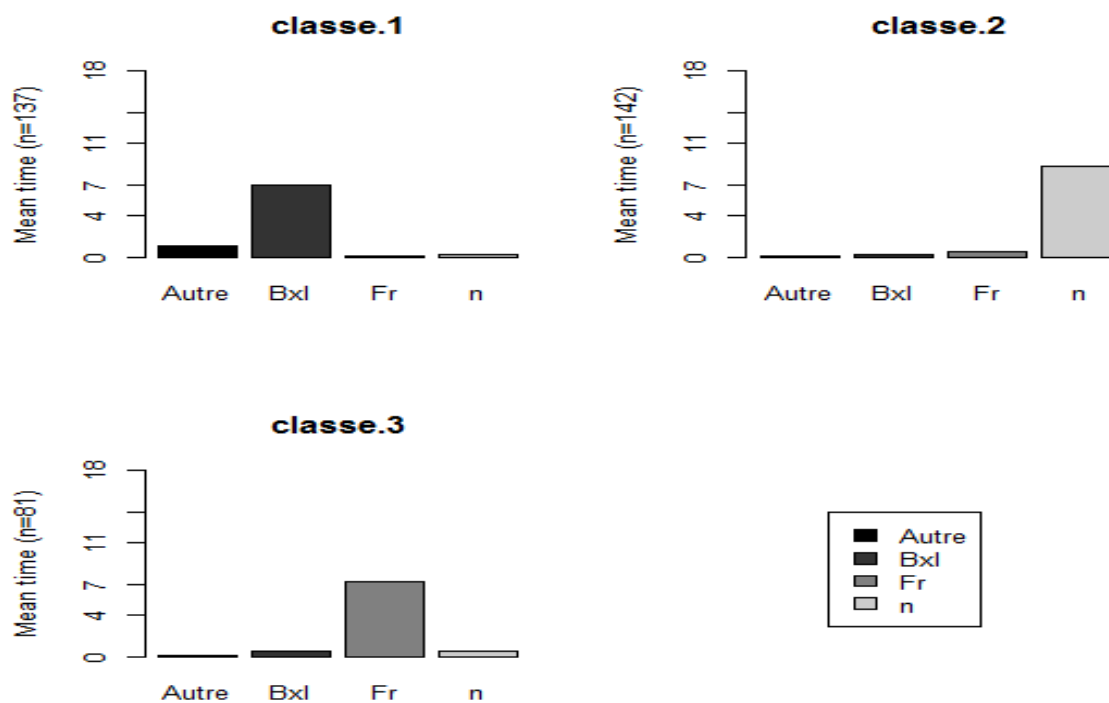 classe.1
Mean time (n=137)
18
11
7
4
0
Autre Bxl Fr n
classe.2
Mean time (n=142)
18
11
7
4
0
Autre Bxl Fr n
classe.3
Mean time (n=81)
18
11
7
4
0
Autre Bxl Fr n
Autre
Bxl
Fr
n